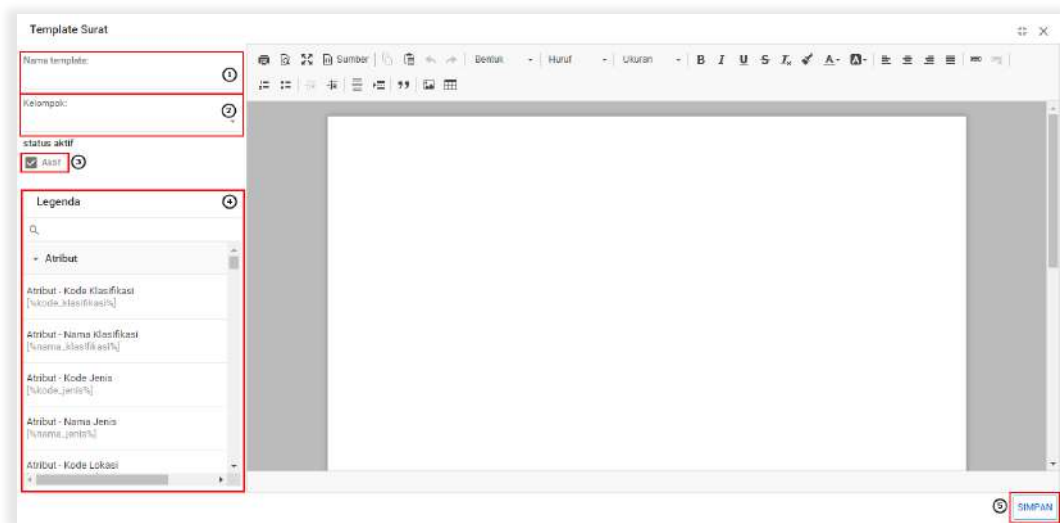 Template Surat
Nama template:
1
Sumber Bentuk Huruf Ukuran B I U S Ix A A
Kelompok:
2
status aktif
Aktif 3
Legenda 4
Atribut
Atribut - Kode Klasifikasi
[%kode_klasifikasi%]
Atribut - Nama Klasifikasi
[%nama_klasifikasi%]
Atribut - Kode Jenis
[%kode_jenis%]
Atribut - Nama Jenis
[%nama_jenis%]
Atribut - Kode Lokasi
5 SIMPAN